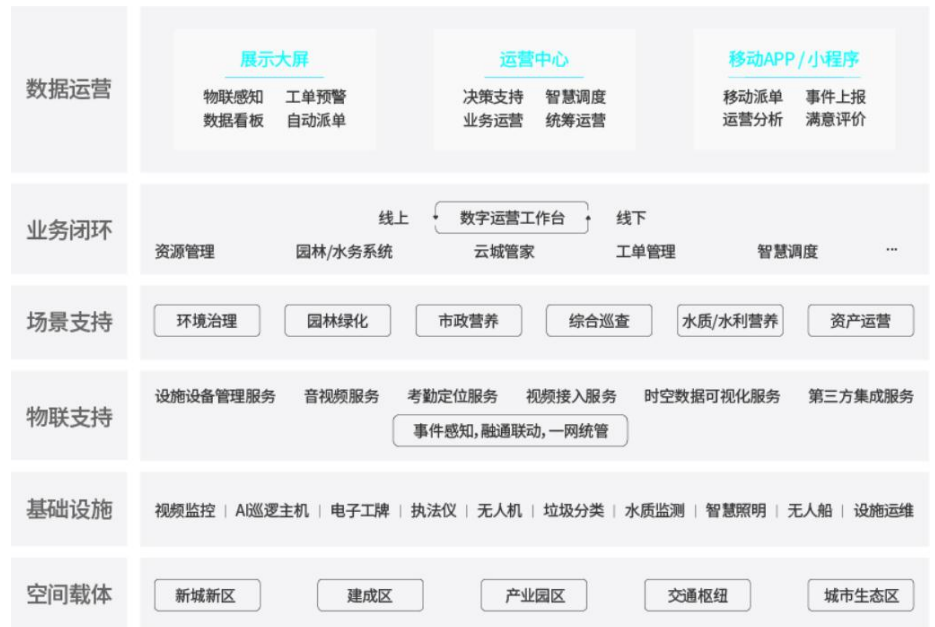 数据运营
展示大屏
物联感知 工单预警
数据看板 自动派单
运营中心
决策支持 智慧调度
业务运营 统筹运营
移动APP / 小程序
移动派单 事件上报
运营分析 满意评价
业务闭环
线上 数字运营工作台 线下
资源管理 园林/水务系统 云城管家 工单管理 智慧调度 ...
场景支持
环境治理 园林绿化 市政营养 综合巡查 水质/水利营养 资产运营
物联支持
设施设备管理服务 音视频服务 考勤定位服务 视频接入服务 时空数据可视化服务 第三方集成服务
事件感知,融通联动,一网统管
基础设施
视频监控 | AI巡逻主机 | 电子工牌 | 执法仪 | 无人机 | 垃圾分类 | 水质监测 | 智慧照明 | 无人船 | 设施运维
空间载体
新城新区 建成区 产业园区 交通枢纽 城市生态区